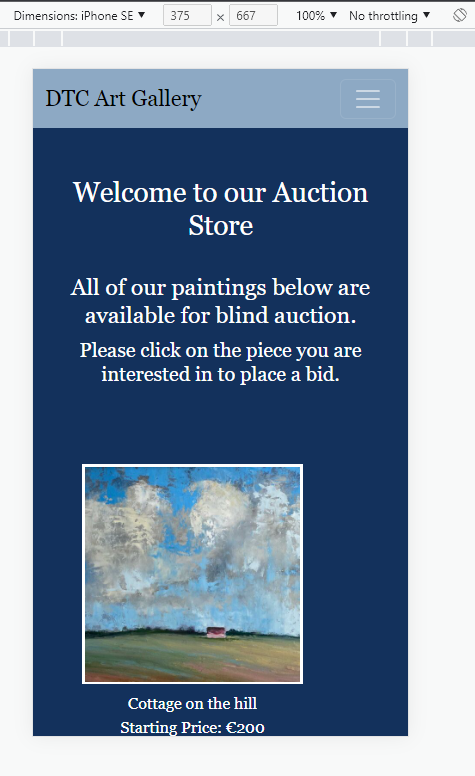 Dimensions: iPhone SE ▼ 375 × 667 100% ▼ No throttling ▼
DTC Art Gallery
Welcome to our Auction
Store
All of our paintings below are
available for blind auction.
Please click on the piece you are
interested in to place a bid.
Cottage on the hill
Starting Price: €200